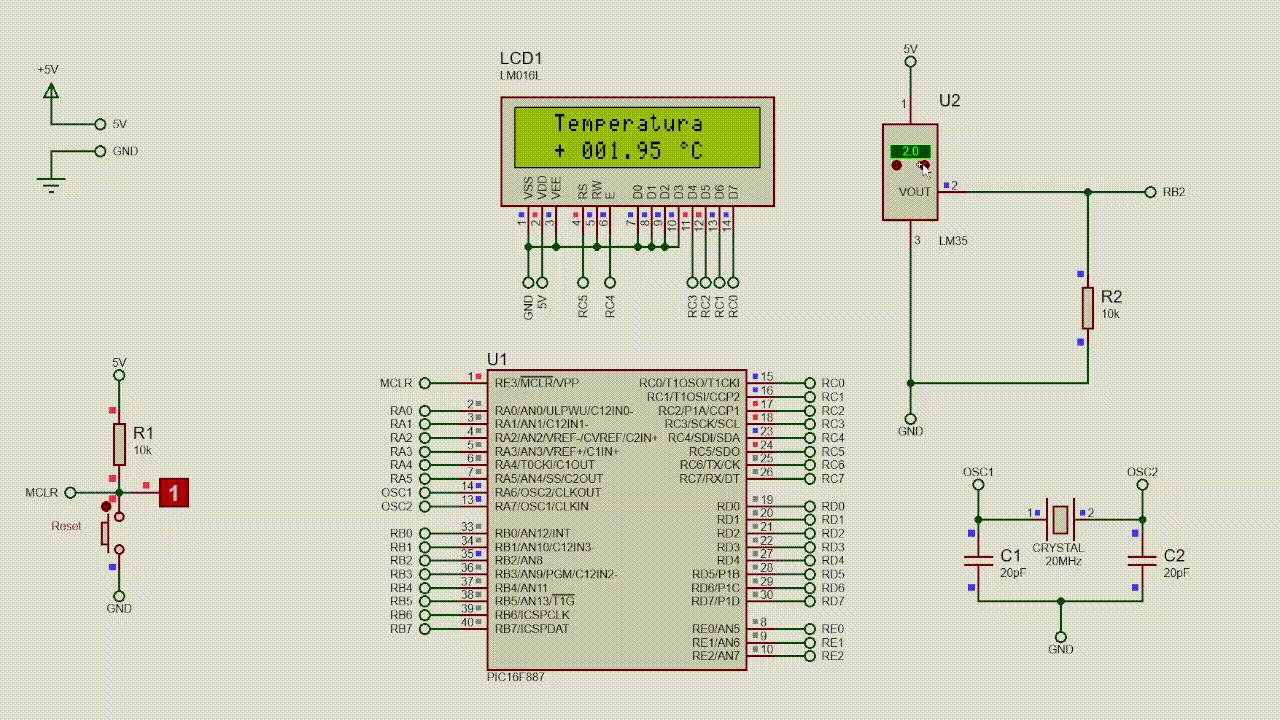 +5V
5V
GND
LCD1
LM016L
Temperatura
+ 001.95 °C
VSS
VDD
VEE
RS
RW
E
D0
D1
D2
D3
D4
D5
D6
D7
1
2
3
4
5
6
7
8
9
10
11
12
13
14
GND
5V
RC5
RC4
RC3
RC2
RC1
RC0
5V
1
U2
2.0
VOUT
2
RB2
3
LM35
R2
10k
GND
5V
R1
10k
MCLR
1
Reset
GND
U1
MCLR 1 RE3/MCLR/VPP
RA0 2 RA0/AN0/ULPWU/C12IN0-
RA1 3 RA1/AN1/C12IN1-
RA2 4 RA2/AN2/VREF-/CVREF/C2IN+
RA3 5 RA3/AN3/VREF+/C1IN+
RA4 6 RA4/T0CKI/C1OUT
RA5 7 RA5/AN4/SS/C2OUT
OSC1 14 RA6/OSC2/CLKOUT
OSC2 13 RA7/OSC1/CLKIN
RB0 33 RB0/AN12/INT
RB1 34 RB1/AN10/C12IN3-
RB2 35 RB2/AN8
RB3 36 RB3/AN9/PGM/C12IN2-
RB4 37 RB4/AN11
RB5 38 RB5/AN13/T1G
RB6 39 RB6/ICSPCLK
RB7 40 RB7/ICSPDAT
RC0/T1OSO/T1CKI 15 RC0
RC1/T1OSI/CCP2 16 RC1
RC2/P1A/CCP1 17 RC2
RC3/SCK/SCL 18 RC3
RC4/SDI/SDA 23 RC4
RC5/SDO 24 RC5
RC6/TX/CK 25 RC6
RC7/RX/DT 26 RC7
RD0 19 RD0
RD1 20 RD1
RD2 21 RD2
RD3 22 RD3
RD4 27 RD4
RD5/P1B 28 RD5
RD6/P1C 29 RD6
RD7/P1D 30 RD7
RE0/AN5 8 RE0
RE1/AN6 9 RE1
RE2/AN7 10 RE2
PIC16F887
OSC1
OSC2
1
2
CRYSTAL
20MHz
C1
20pF
C2
20pF
GND